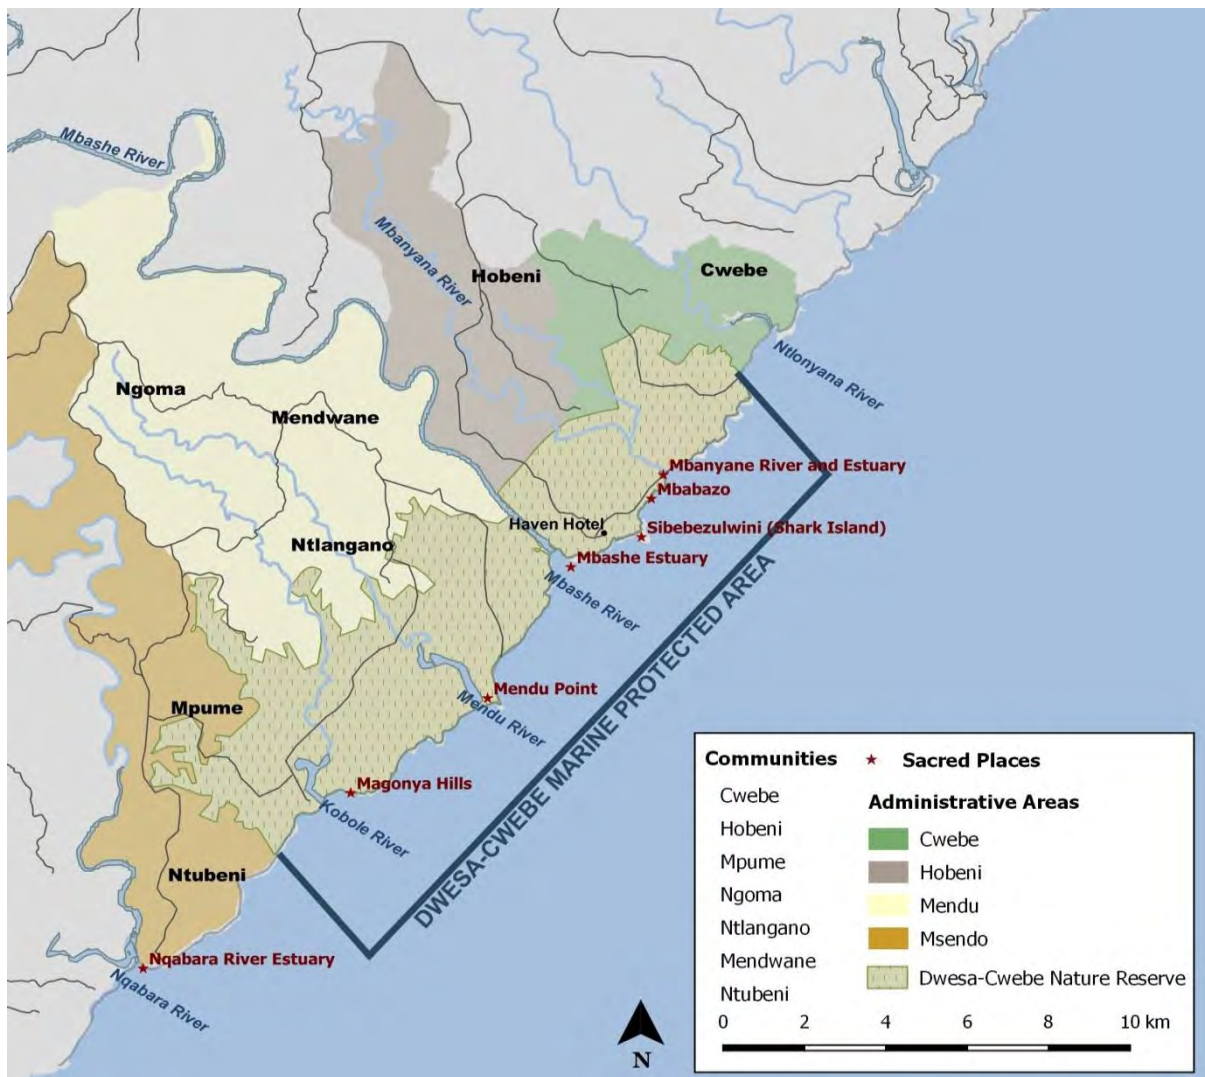 Mbashe River
Mbanyana River
Hobeni
Cwebe
Ntlonyana River
Ngoma
Mendwane
Mbanyane River and Estuary
Mbabazo
Haven Hotel
Sibebezulwini (Shark Island)
Ntlangano
Mbashe Estuary
Mbashe River
DWESA-CWEBE MARINE PROTECTED AREA
Mendu Point
Mendu River
Mpume
Magonya Hills
Kobole River
Ntubeni
Nqabara River Estuary
Nqabara River
N
Communities
Cwebe
Hobeni
Mpume
Ngoma
Ntlangano
Mendwane
Ntubeni
Sacred Places
Administrative Areas
Cwebe
Hobeni
Mendu
Msendo
Dwesa-Cwebe Nature Reserve
0 2 4 6 8 10 km